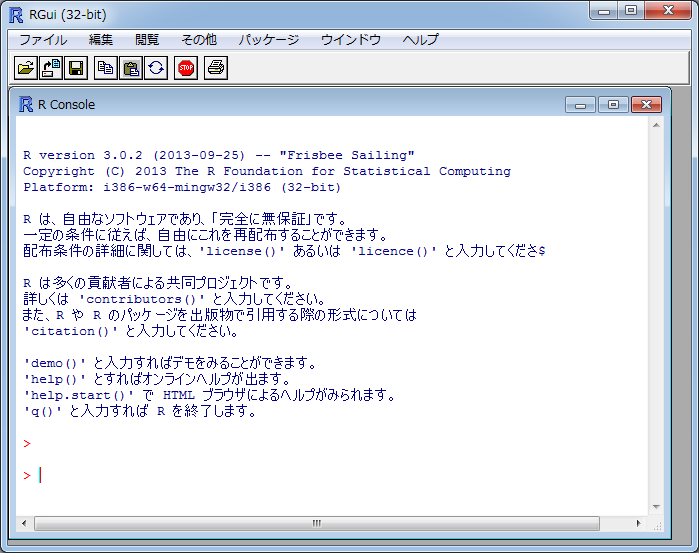 RGui (32-bit)
ファイル 編集 閲覧 その他 パッケージ ウインドウ ヘルプ
STOP
R Console
R version 3.0.2 (2013-09-25) -- "Frisbee Sailing"
Copyright (C) 2013 The R Foundation for Statistical Computing
Platform: i386-w64-mingw32/i386 (32-bit)
R は、自由なソフトウェアであり、「完全に無保証」です。
一定の条件に従えば、自由にこれを再配布することができます。
配布条件の詳細に関しては、'license()' あるいは 'licence()' と入力してくださ$
R は多くの貢献者による共同プロジェクトです。
詳しくは 'contributors()' と入力してください。
また、R や R のパッケージを出版物で引用する際の形式については
'citation()' と入力してください。
'demo()' と入力すればデモをみることができます。
'help()' とすればオンラインヘルプが出ます。
'help.start()' で HTML ブラウザによるヘルプがみられます。
'q()' と入力すれば R を終了します。
>
>